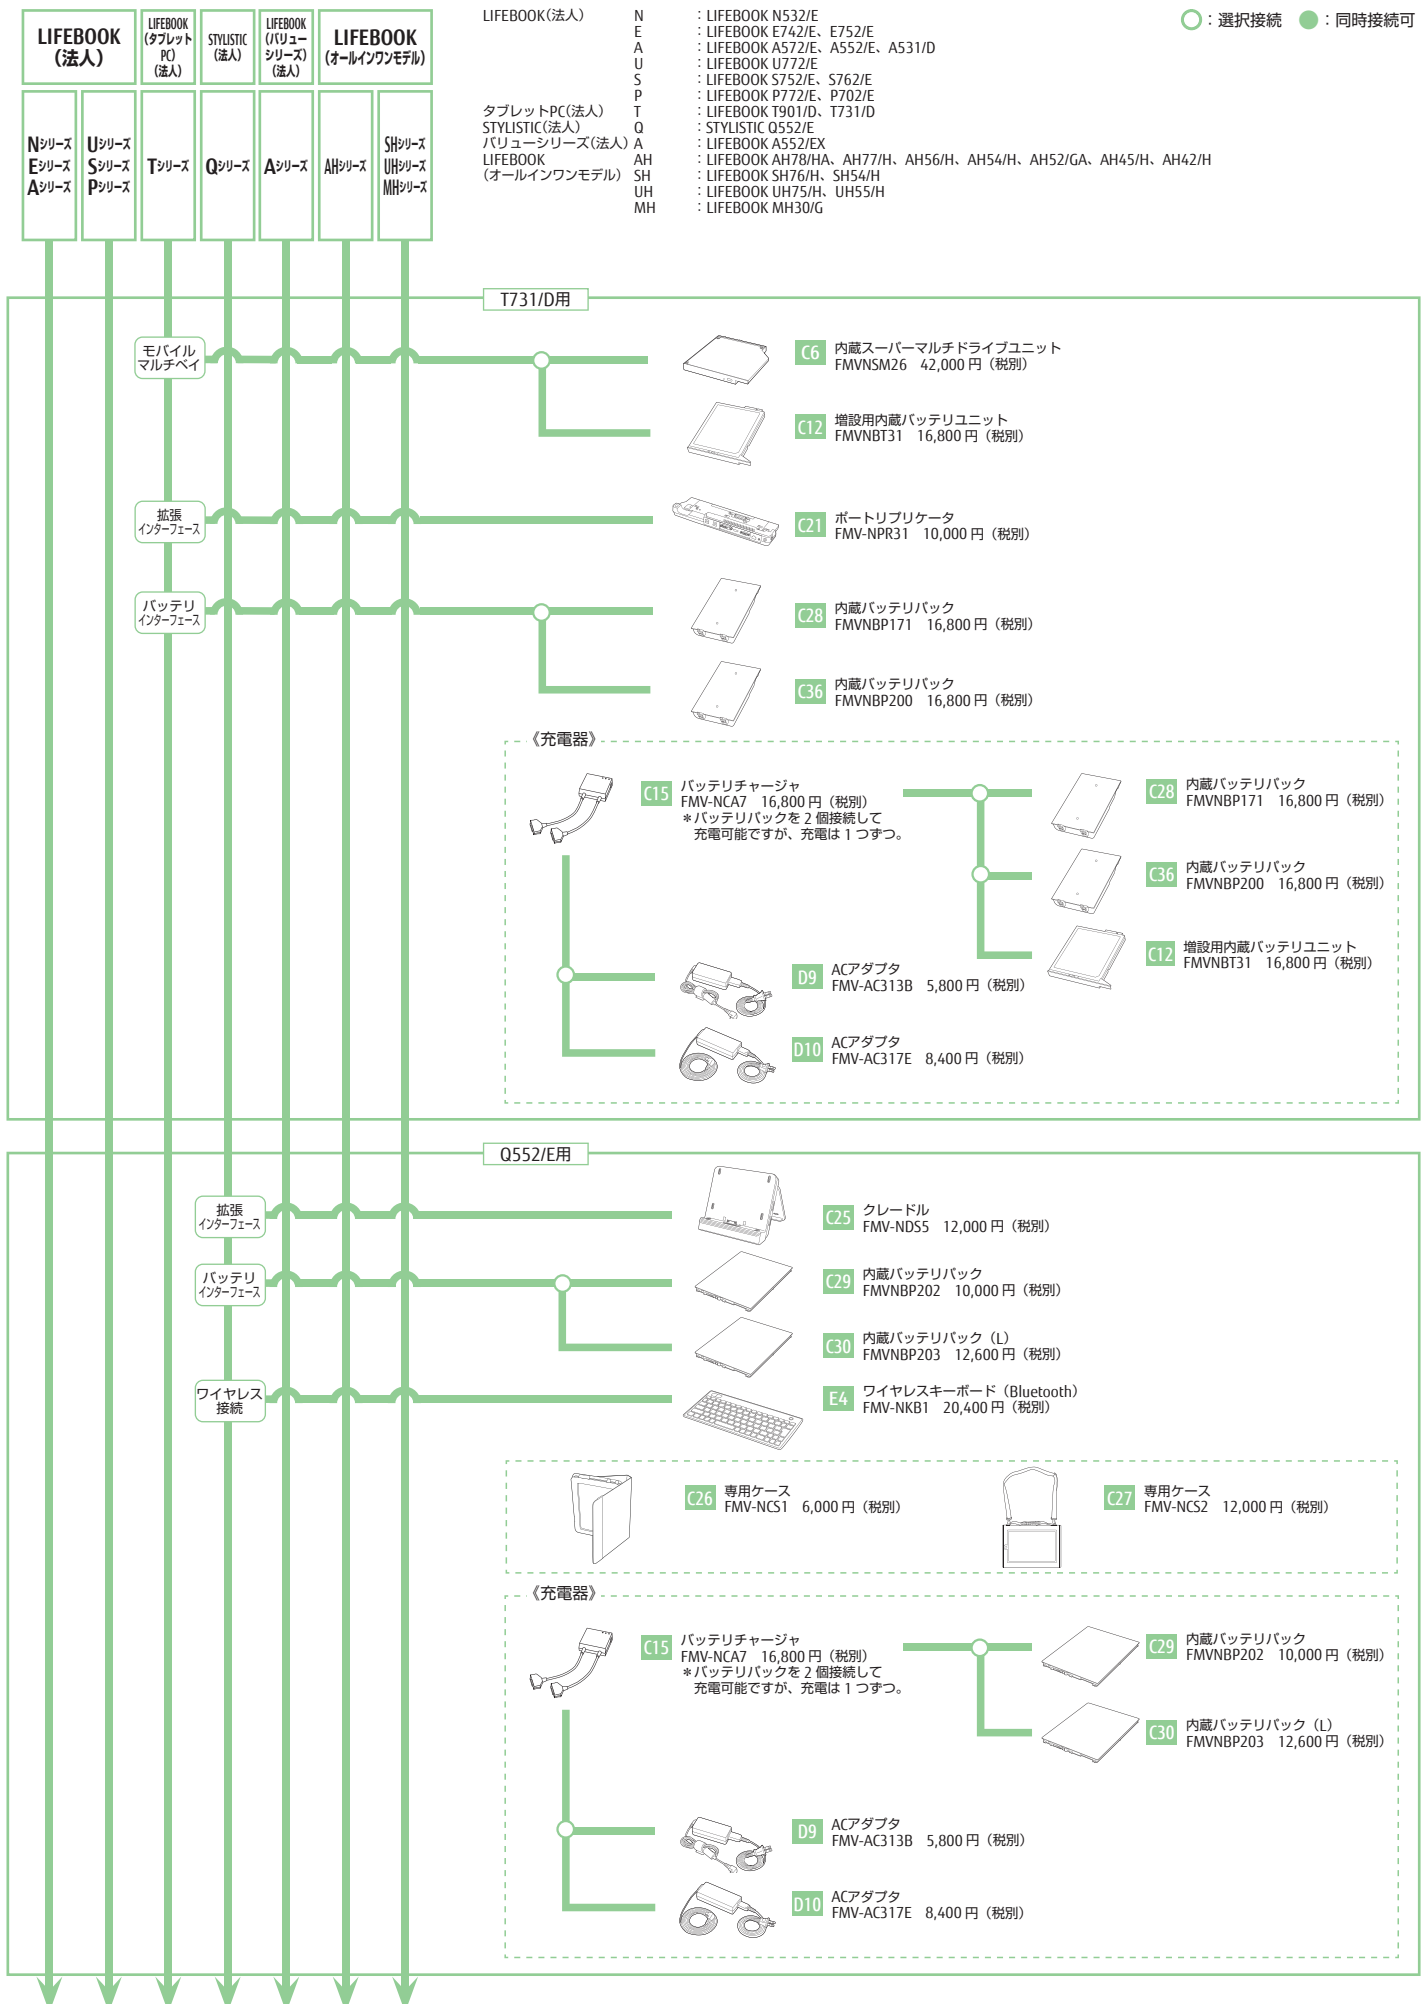 LIFEBOOK
(法人)
LIFEBOOK
(タブレット
PC)
(法人)
STYLISTIC
(法人)
LIFEBOOK
(バリュー
シリーズ)
(法人)
LIFEBOOK
(オールインワンモデル)
Nシリーズ
Eシリーズ
Aシリーズ
Uシリーズ
Sシリーズ
Pシリーズ
Tシリーズ
Qシリーズ
Aシリーズ
AHシリーズ
SHシリーズ
UHシリーズ
MHシリーズ
LIFEBOOK(法人) N :LIFEBOOK N532/E
E :LIFEBOOK E742/E、E752/E
A :LIFEBOOK A572/E、A552/E、A531/D
U :LIFEBOOK U772/E
S :LIFEBOOK S752/E、S762/E
P :LIFEBOOK P772/E、P702/E
タブレットPC(法人) T :LIFEBOOK T901/D、T731/D
STYLISTIC(法人) Q :STYLISTIC Q552/E
バリューシリーズ(法人) A :LIFEBOOK A552/EX
LIFEBOOK AH :LIFEBOOK AH78/HA、AH77/H、AH56/H、AH54/H、AH52/GA、AH45/H、AH42/H
(オールインワンモデル) SH :LIFEBOOK SH76/H、SH54/H
UH :LIFEBOOK UH75/H、UH55/H
MH :LIFEBOOK MH30/G
:選択接続 :同時接続可
T731/D用
モバイル
マルチベイ
C6 内蔵スーパーマルチドライブユニット
FMVNSM26 42,000円(税別)
C12 増設用内蔵バッテリユニット
FMVNBT31 16,800円(税別)
拡張
インターフェース
C21 ポートリプリケータ
FMV-NPR31 10,000円(税別)
バッテリ
インターフェース
C28 内蔵バッテリパック
FMVNBP171 16,800円(税別)
C36 内蔵バッテリパック
FMVNBP200 16,800円(税別)
《充電器》
C15 バッテリチャージャ
FMV-NCA7 16,800円(税別)
＊バッテリパックを2個接続して
充電可能ですが、充電は1つずつ。
C28 内蔵バッテリパック
FMVNBP171 16,800円(税別)
C36 内蔵バッテリパック
FMVNBP200 16,800円(税別)
C12 増設用内蔵バッテリユニット
FMVNBT31 16,800円(税別)
D9 ACアダプタ
FMV-AC313B 5,800円(税別)
D10 ACアダプタ
FMV-AC317E 8,400円(税別)
Q552/E用
拡張
インターフェース
C25 クレードル
FMV-NDS5 12,000円(税別)
バッテリ
インターフェース
C29 内蔵バッテリパック
FMVNBP202 10,000円(税別)
C30 内蔵バッテリパック(L)
FMVNBP203 12,600円(税別)
ワイヤレス
接続
E4 ワイヤレスキーボード(Bluetooth)
FMV-NKB1 20,400円(税別)
C26 専用ケース
FMV-NCS1 6,000円(税別)
C27 専用ケース
FMV-NCS2 12,000円(税別)
《充電器》
C15 バッテリチャージャ
FMV-NCA7 16,800円(税別)
＊バッテリパックを2個接続して
充電可能ですが、充電は1つずつ。
C29 内蔵バッテリパック
FMVNBP202 10,000円(税別)
C30 内蔵バッテリパック(L)
FMVNBP203 12,600円(税別)
D9 ACアダプタ
FMV-AC313B 5,800円(税別)
D10 ACアダプタ
FMV-AC317E 8,400円(税別)